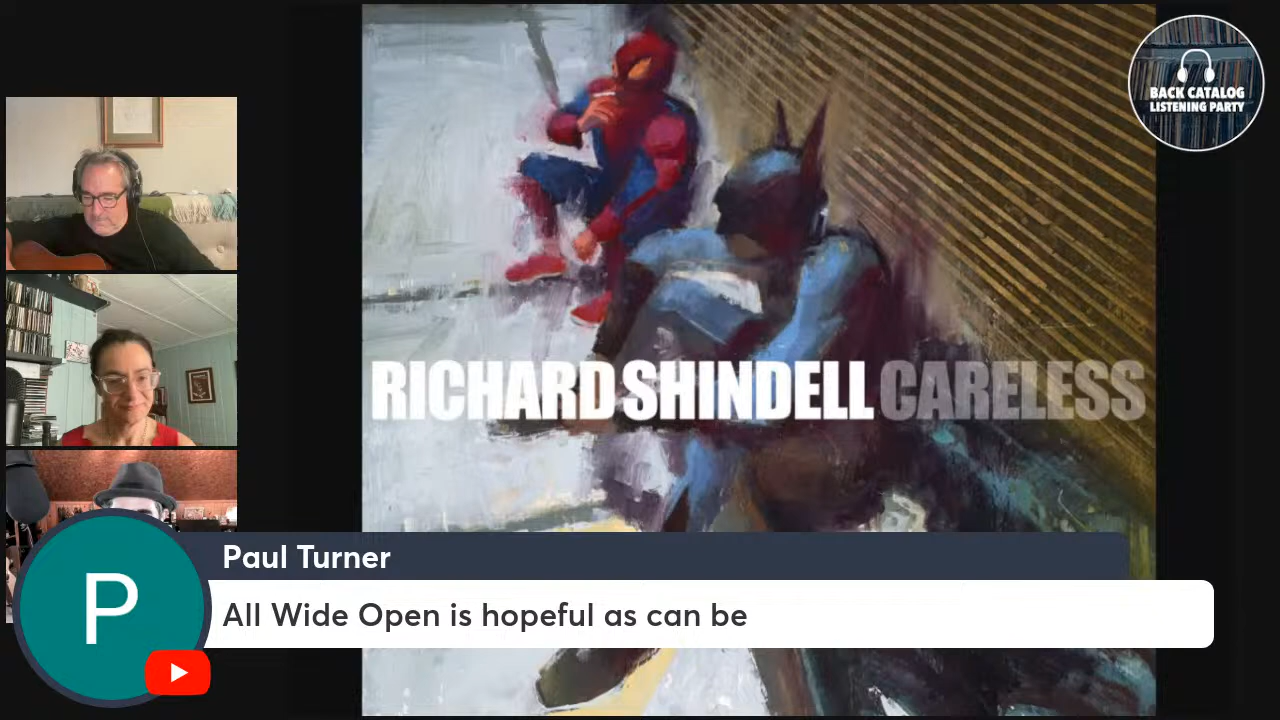 BACK CATALOG
LISTENING PARTY
RICHARD SHINDELL CARELESS
Paul Turner
P
All Wide Open is hopeful as can be